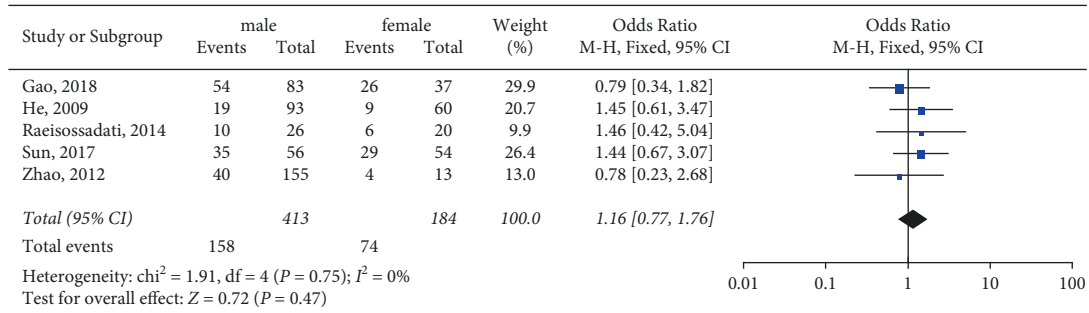 Study or Subgroup male female Weight (%) Odds Ratio M-H, Fixed, 95% CI Odds Ratio M-H, Fixed, 95% CI
Events Total Events Total
Gao, 2018 54 83 26 37 29.9 0.79 [0.34, 1.82]
He, 2009 19 93 9 60 20.7 1.45 [0.61, 3.47]
Raeisossadati, 2014 10 26 6 20 9.9 1.46 [0.42, 5.04]
Sun, 2017 35 56 29 54 26.4 1.44 [0.67, 3.07]
Zhao, 2012 40 155 4 13 13.0 0.78 [0.23, 2.68]
Total (95% CI) 413 184 100.0 1.16 [0.77, 1.76]
Total events 158 74
Heterogeneity: chi² = 1.91, df = 4 (P = 0.75); I² = 0%
Test for overall effect: Z = 0.72 (P = 0.47)
0.01 0.1 1 10 100